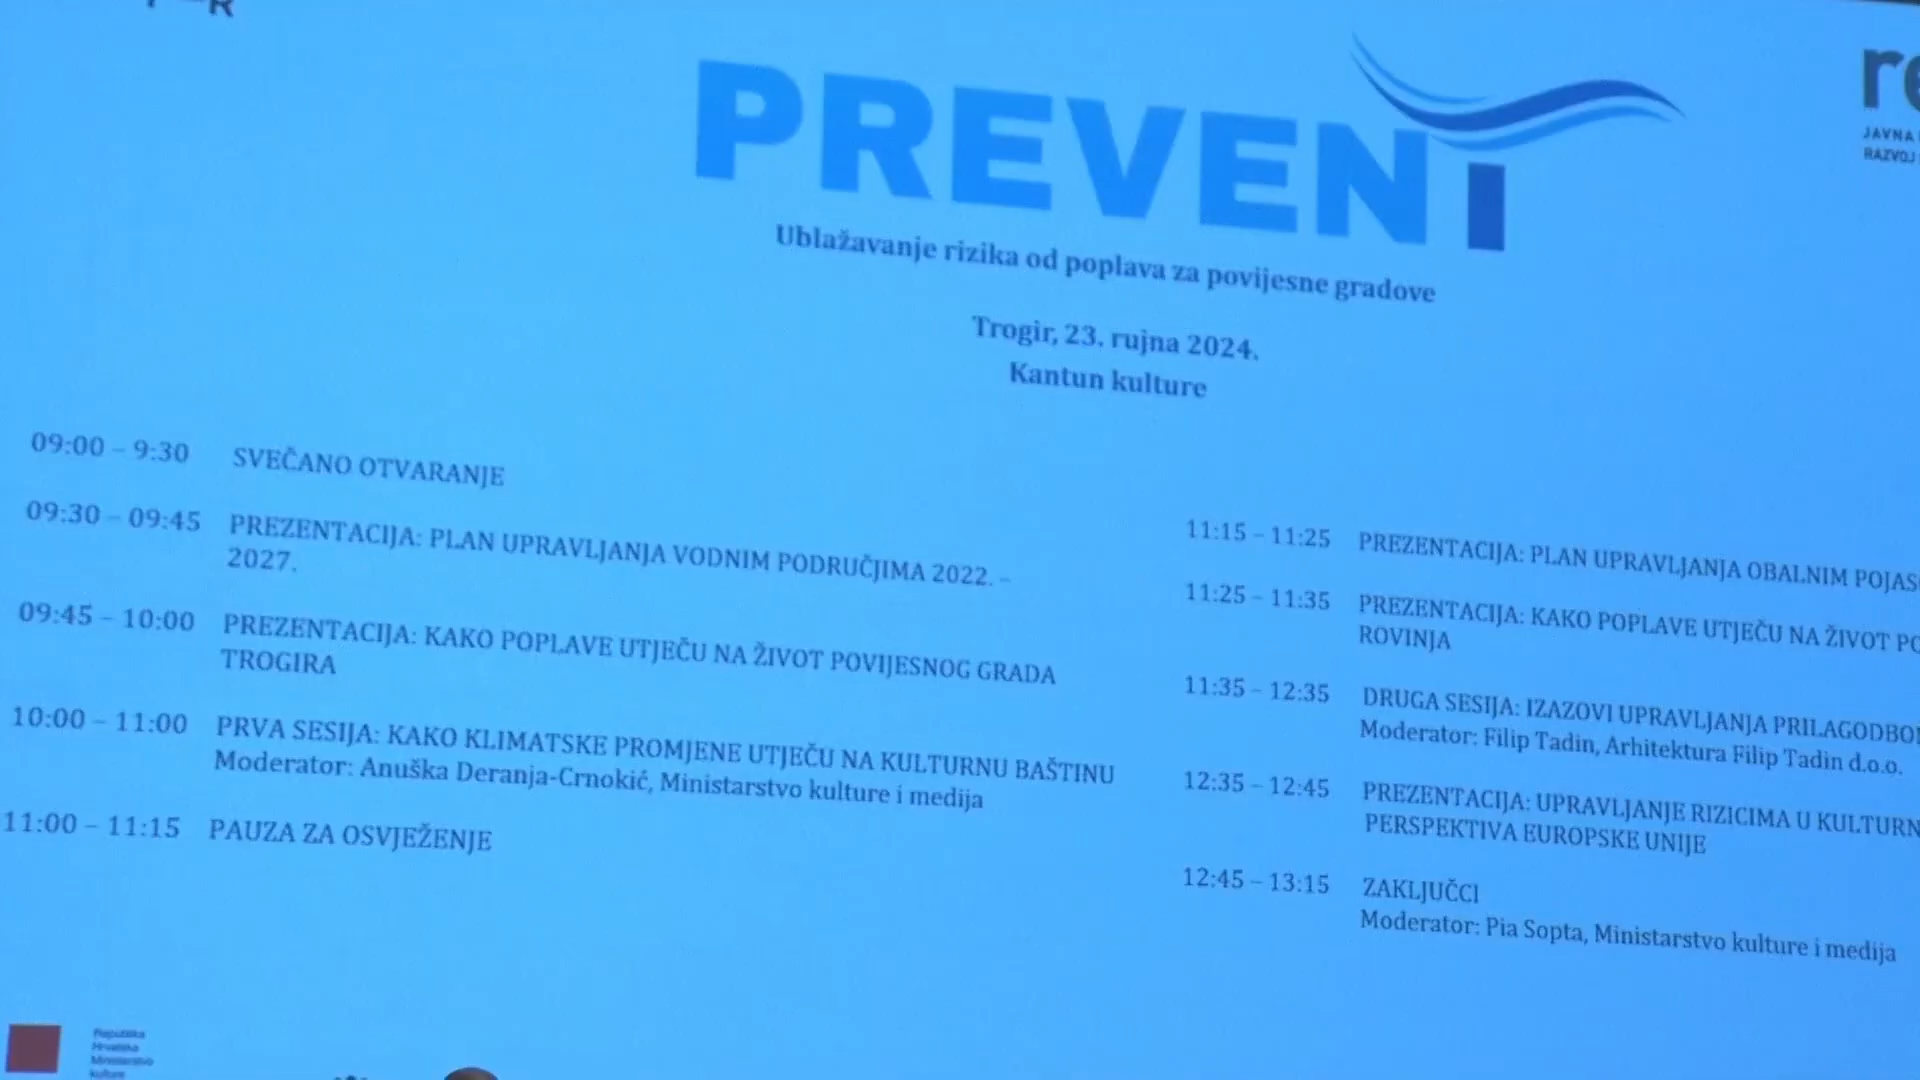 PREVENT
Ublažavanje rizika od poplava za povijesne gradove
Trogir, 23. rujna 2024.
Kantun kulture
JAVNA
RAZVOJ
09:00 – 9:30 SVEČANO OTVARANJE
09:30 – 09:45 PREZENTACIJA: PLAN UPRAVLJANJA VODNIM PODRUČJIMA 2022. –
2027.
09:45 – 10:00 PREZENTACIJA: KAKO POPLAVE UTJEČU NA ŽIVOT POVIJESNOG GRADA
TROGIRA
10:00 – 11:00 PRVA SESIJA: KAKO KLIMATSKE PROMJENE UTJEČU NA KULTURNU BAŠTINU
Moderator: Anuška Deranja-Crnokić, Ministarstvo kulture i medija
11:00 – 11:15 PAUZA ZA OSVJEŽENJE
11:15 – 11:25 PREZENTACIJA: PLAN UPRAVLJANJA OBALNIM
11:25 – 11:35 PREZENTACIJA: KAKO POPLAVE UTJEČU NA ŽIVOT
ROVINJA
11:35 – 12:35 DRUGA SESIJA: IZAZOVI UPRAVLJANJA
Moderator: Filip Tadin, Arhitektura Filip Tadin d.o.o.
12:35 – 12:45 PREZENTACIJA: UPRAVLJANJE RIZICIMA U
PERSPEKTIVA EUROPSKE UNIJE
12:45 – 13:15 ZAKLJUČCI
Moderator: Pia Sopta, Ministarstvo kulture i medija
Republika
Hrvatska
Ministarstvo
kulture